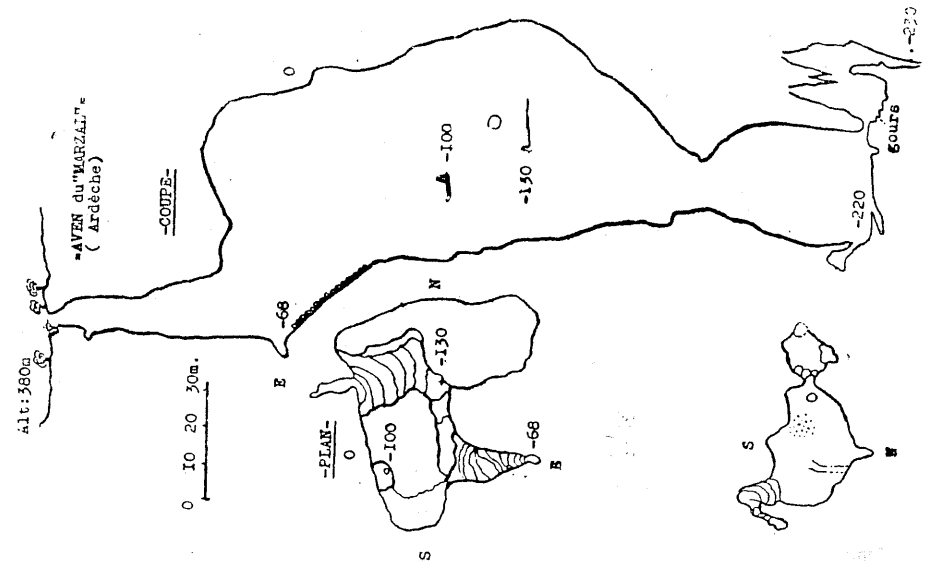 Alt:380m
=AVEN du"MARZAL"=
( Ardèche)
-COUPE-
O
E
-68
-100
O
-130
-220
gours
-230
0 10 20 30m.
-PLAN-
O
-100
N
-130
S
E
-68
S
O
N